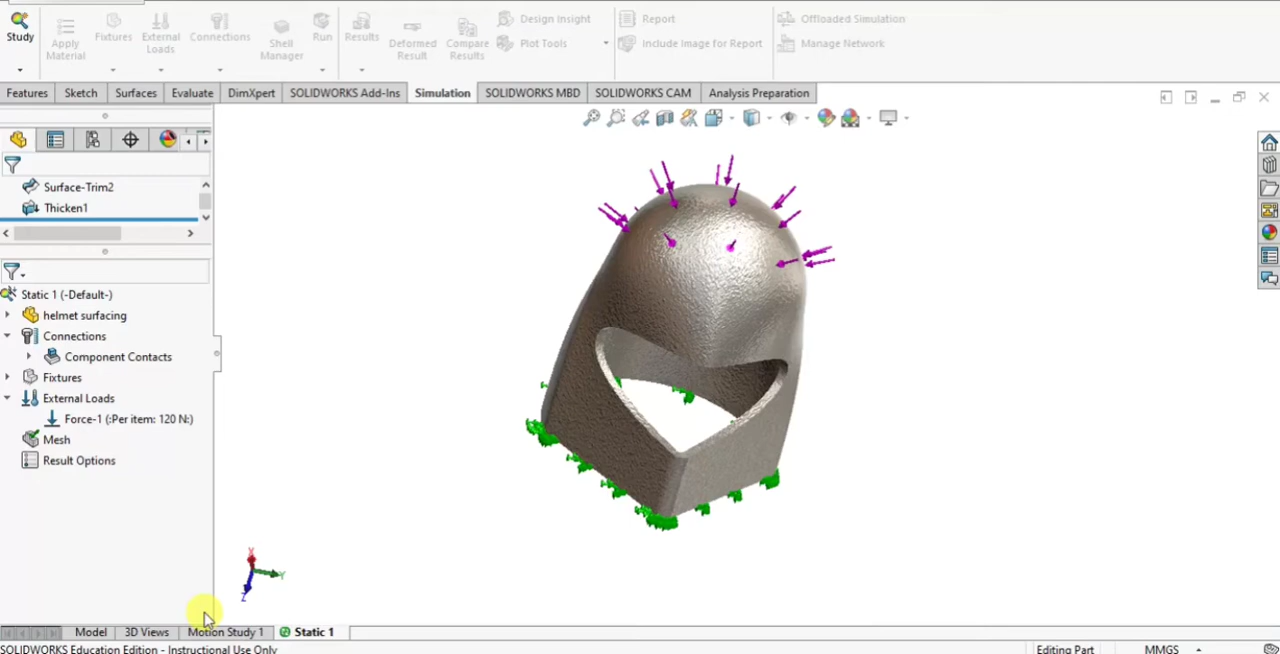 Study
Apply Material
Fixtures
External Loads
Connections
Shell Manager
Run
Results
Deformed Result
Compare Results
Design Insight
Plot Tools
Report
Include Image for Report
Offloaded Simulation
Manage Network
Features Sketch Surfaces Evaluate DimXpert SOLIDWORKS Add-Ins Simulation SOLIDWORKS MBD SOLIDWORKS CAM Analysis Preparation
Surface-Trim2
Thicken1
Static 1 (-Default-)
helmet surfacing
Connections
Component Contacts
Fixtures
External Loads
Force-1 (:Per item: 120 N:)
Mesh
Result Options
X
Y
Z
Model 3D Views Motion Study 1 Static 1
SOLIDWORKS Education Edition - Instructional Use Only Editing Part MMGS